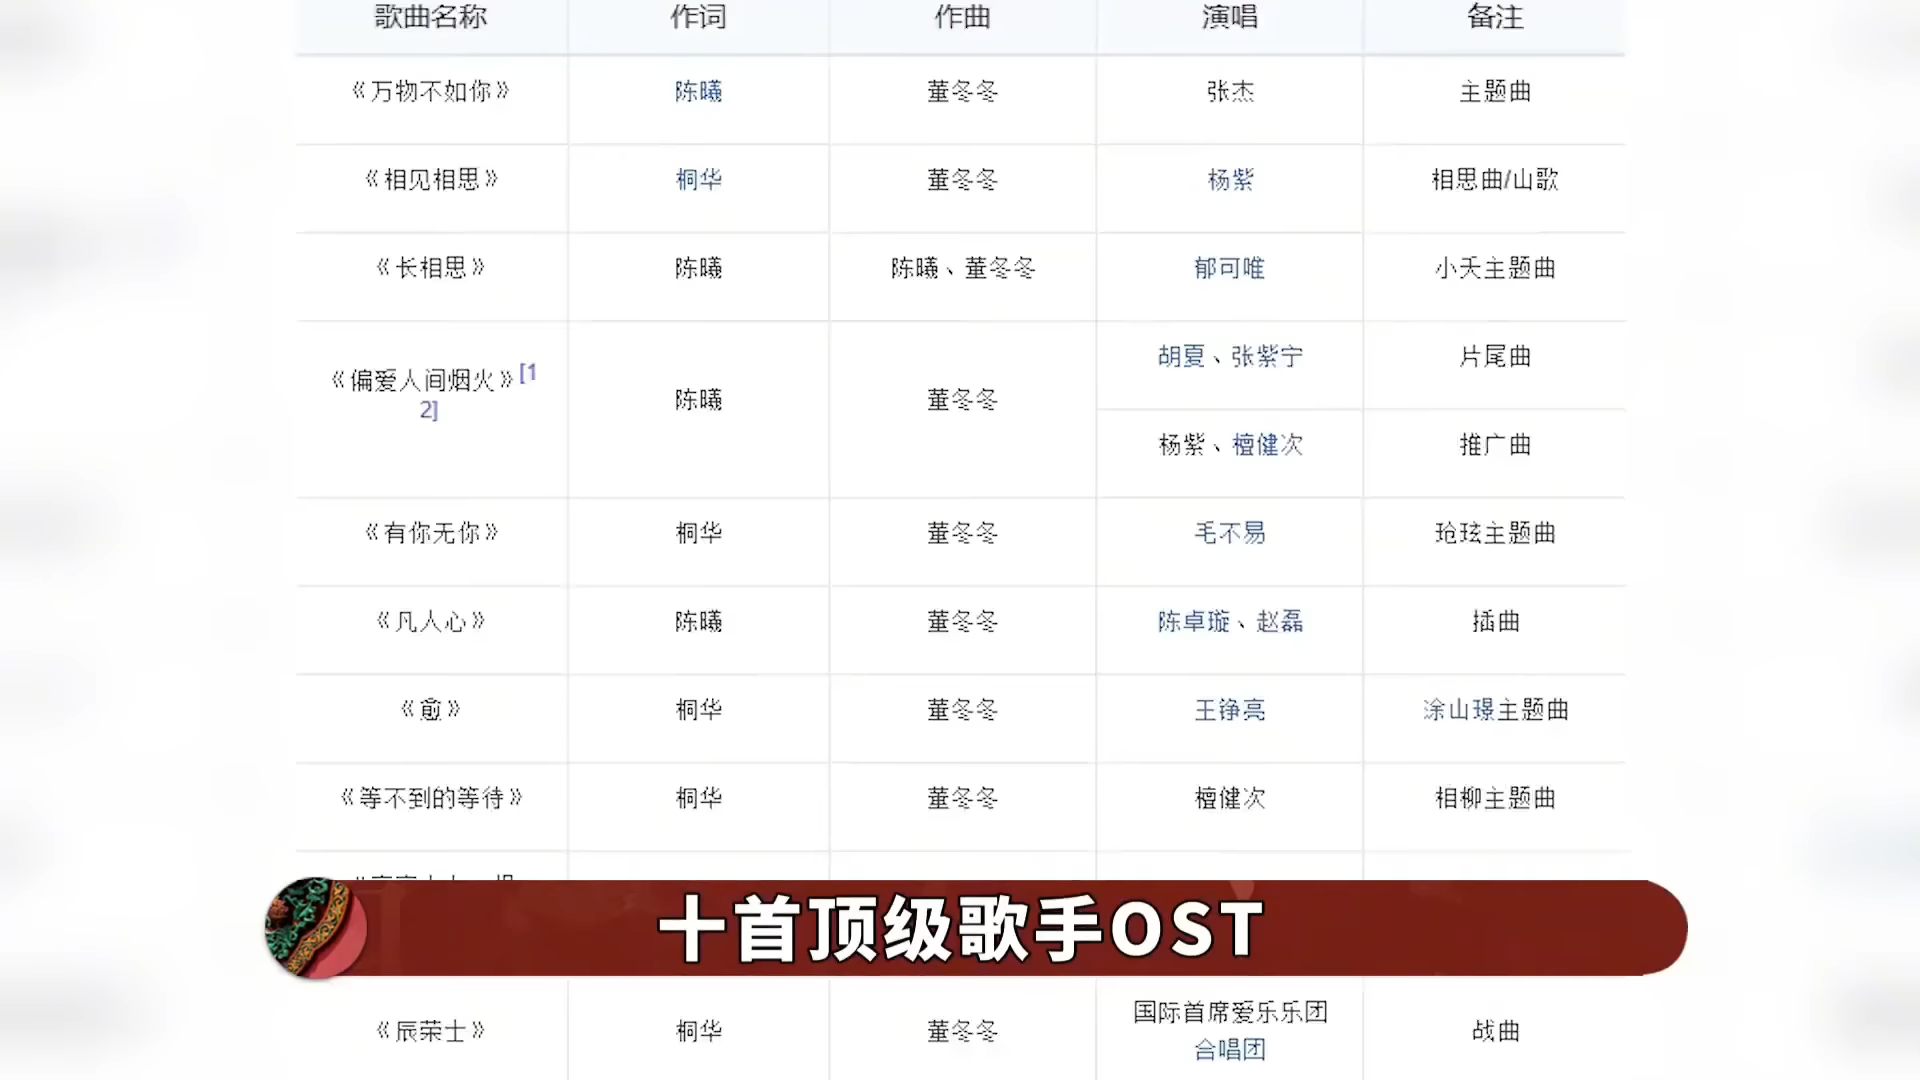 歌曲名称 作词 作曲 演唱 备注
《万物不如你》 陈曦 董冬冬 张杰 主题曲
《相见相思》 桐华 董冬冬 杨紫 相思曲/山歌
《长相思》 陈曦 陈曦、董冬冬 郁可唯 小夭主题曲
《偏爱人间烟火》[1
2] 陈曦 董冬冬 胡夏、张紫宁 片尾曲
杨紫、檀健次 推广曲
《有你无你》 桐华 董冬冬 毛不易 玱玹主题曲
《凡人心》 陈曦 董冬冬 陈卓璇、赵磊 插曲
《愈》 桐华 董冬冬 王铮亮 涂山璟主题曲
《等不到的等待》 桐华 董冬冬 檀健次 相柳主题曲
十首顶级歌手OST
《辰荣士》 桐华 董冬冬 国际首席爱乐乐团
合唱团 战曲